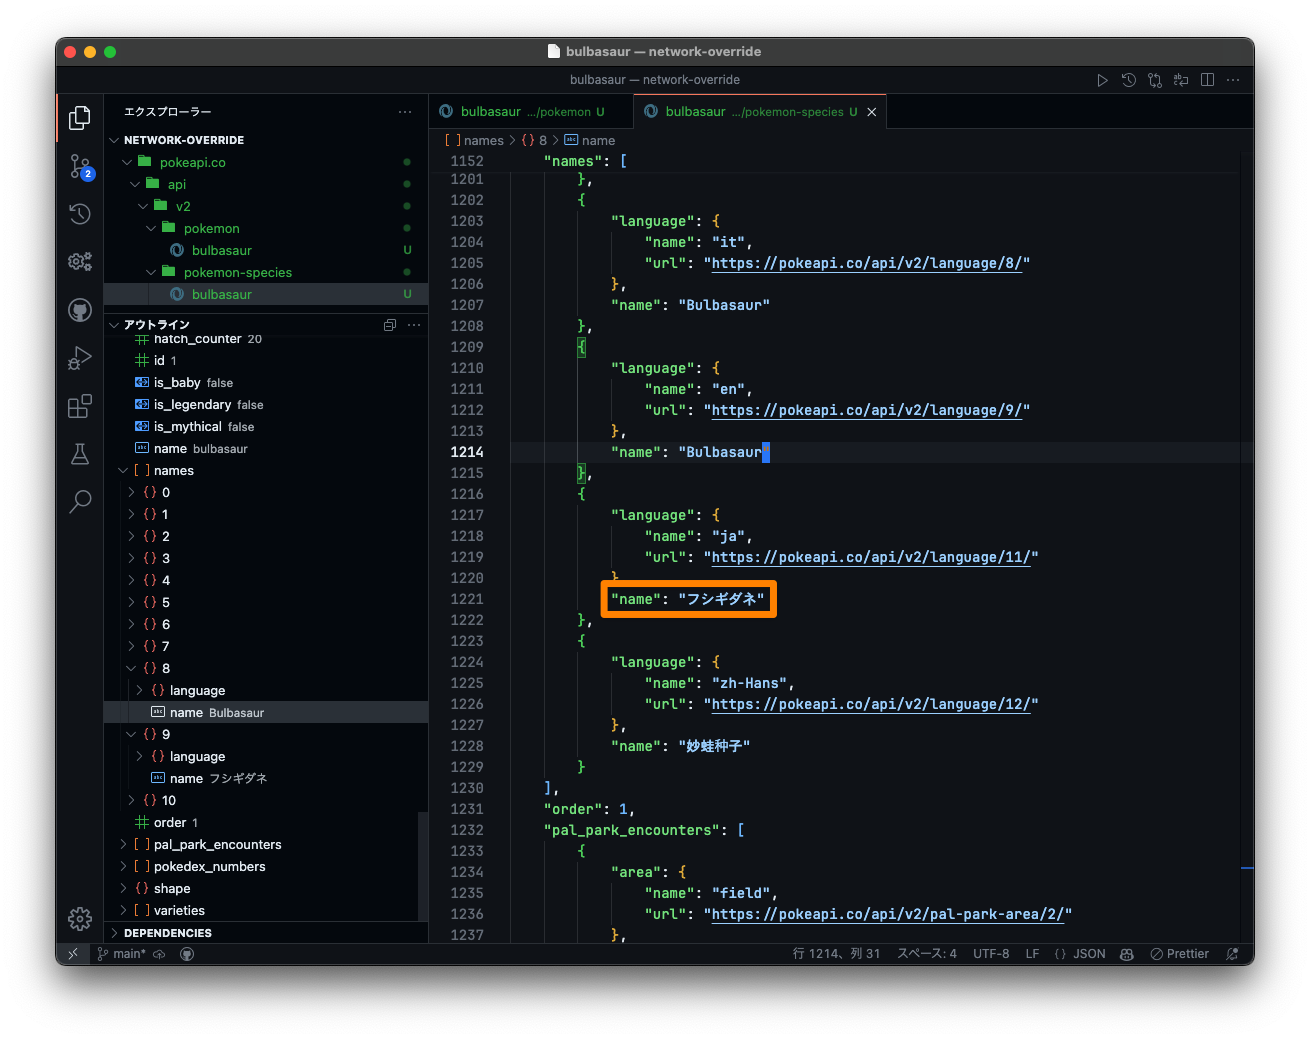 bulbasaur — network-override
bulbasaur — network-override
エクスプローラー
NETWORK-OVERRIDE
pokeapi.co
api
v2
pokemon
bulbasaur U
pokemon-species
bulbasaur U
アウトライン
hatch_counter 20
id 1
is_baby false
is_legendary false
is_mythical false
name bulbasaur
[ ] names
{} 0
{} 1
{} 2
{} 3
{} 4
{} 5
{} 6
{} 7
{} 8
{} language
name Bulbasaur
{} 9
{} language
name フシギダネ
{} 10
order 1
[ ] pal_park_encounters
[ ] pokedex_numbers
{} shape
[ ] varieties
DEPENDENCIES
2
bulbasaur .../pokemon U
bulbasaur .../pokemon-species U
[ ] names > {} 8 > name
1152 "names": [
1201 },
1202 {
1203 "language": {
1204 "name": "it",
1205 "url": "https://pokeapi.co/api/v2/language/8/"
1206 },
1207 "name": "Bulbasaur"
1208 },
1209 {
1210 "language": {
1211 "name": "en",
1212 "url": "https://pokeapi.co/api/v2/language/9/"
1213 },
1214 "name": "Bulbasaur"
1215 },
1216 {
1217 "language": {
1218 "name": "ja",
1219 "url": "https://pokeapi.co/api/v2/language/11/"
1220 }
1221 "name": "フシギダネ"
1222 },
1223 {
1224 "language": {
1225 "name": "zh-Hans",
1226 "url": "https://pokeapi.co/api/v2/language/12/"
1227 },
1228 "name": "妙蛙种子"
1229 }
1230 ],
1231 "order": 1,
1232 "pal_park_encounters": [
1233 {
1234 "area": {
1235 "name": "field",
1236 "url": "https://pokeapi.co/api/v2/pal-park-area/2/"
1237 },
main* 行 1214、列 31 スペース: 4 UTF-8 LF {} JSON Prettier